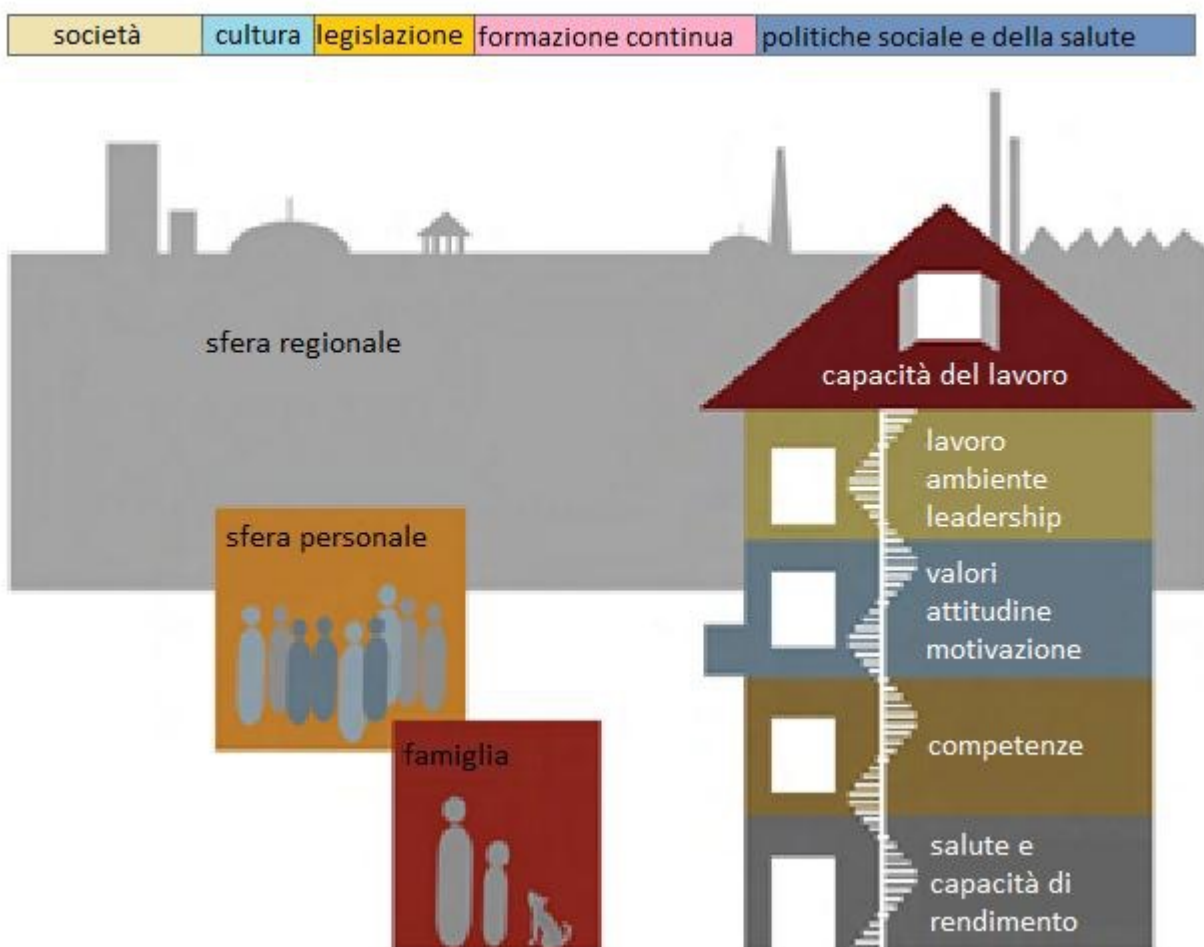 società cultura legislazione formazione continua politiche sociale e della salute
sfera regionale
capacità del lavoro
lavoro
ambiente
leadership
sfera personale
valori
attitudine
motivazione
famiglia
competenze
salute e
capacità di
rendimento